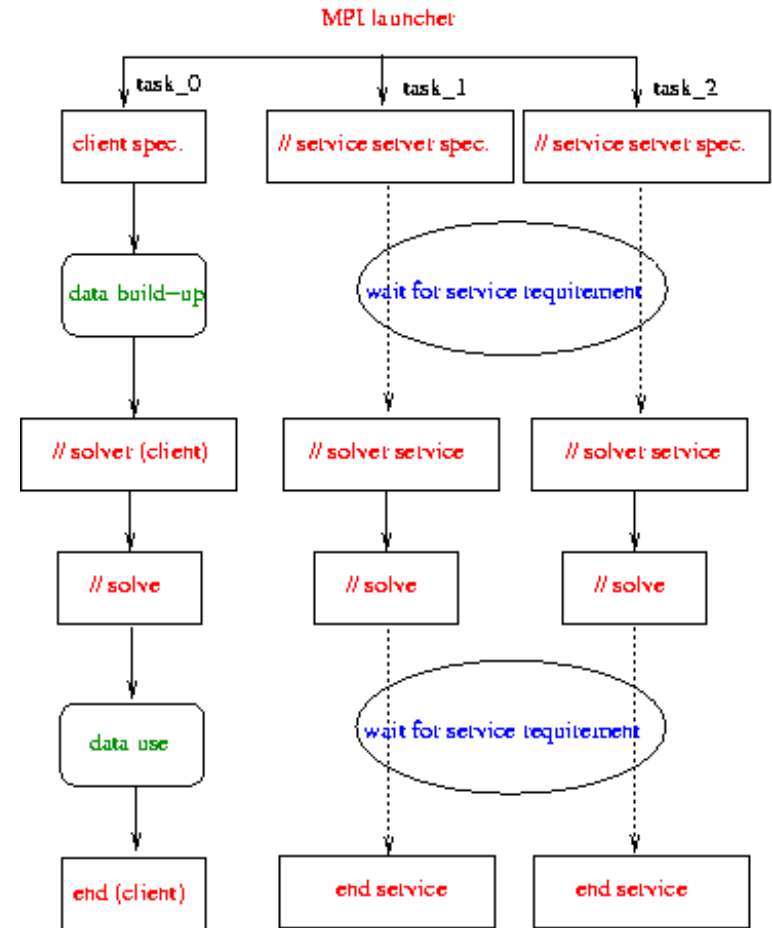 MPI launcher
task_0
task_1
task_2
client spec.
// service server spec.
// service server spec.
data build-up
wait for service requirement
// solver (client)
// solver service
// solver service
// solve
// solve
// solve
data use
wait for service requirement
end (client)
end service
end service